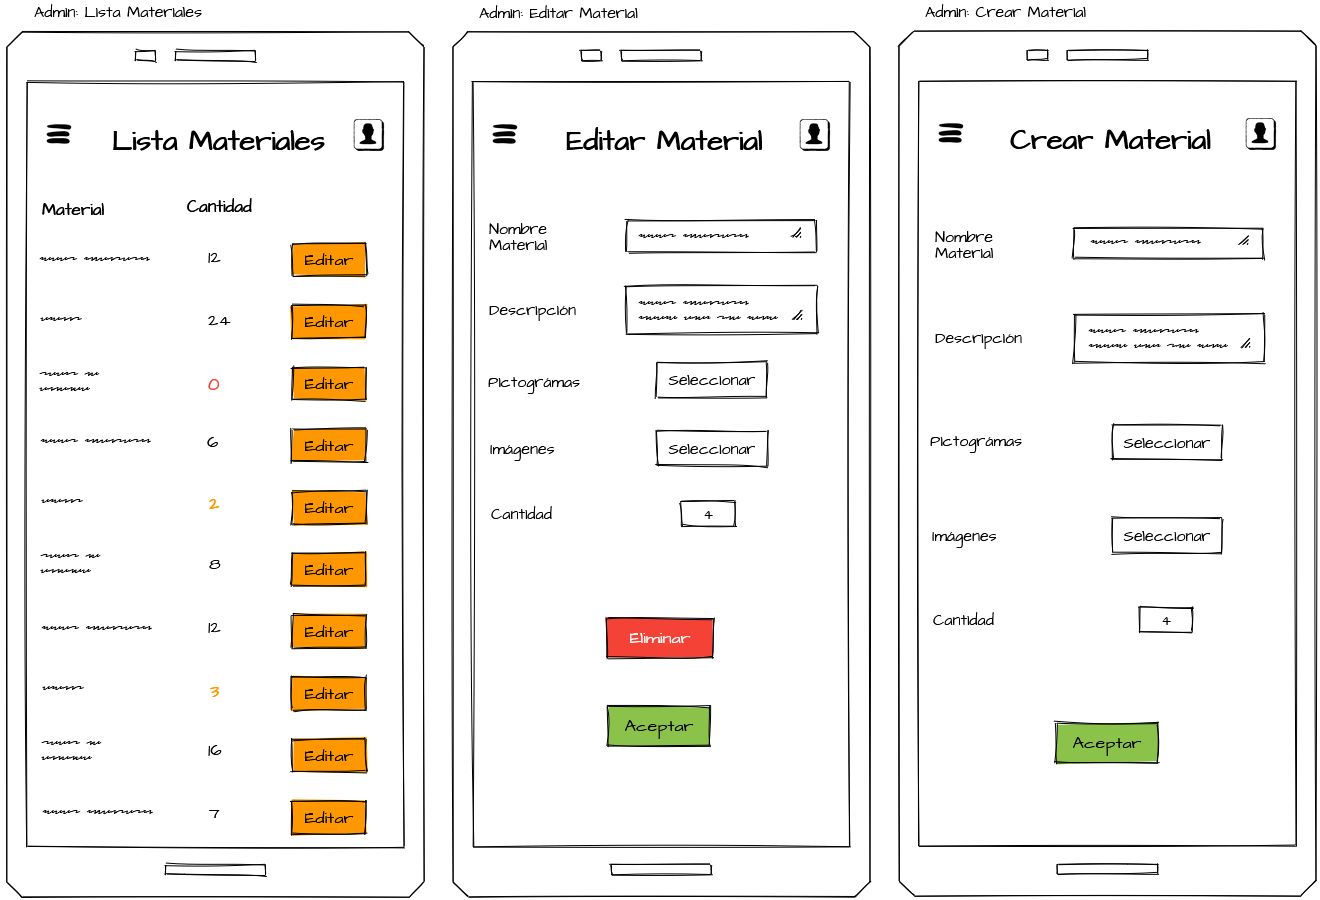 Admin: Lista Materiales
Lista Materiales
Material Cantidad
12 Editar
24 Editar
0 Editar
6 Editar
2 Editar
8 Editar
12 Editar
3 Editar
16 Editar
7 Editar
Admin: Editar Material
Editar Material
Nombre
Material
Descripción
Pictográmas Seleccionar
Imágenes Seleccionar
Cantidad 4
Eliminar
Aceptar
Admin: Crear Material
Crear Material
Nombre
Material
Descripción
Pictográmas Seleccionar
Imágenes Seleccionar
Cantidad 4
Aceptar